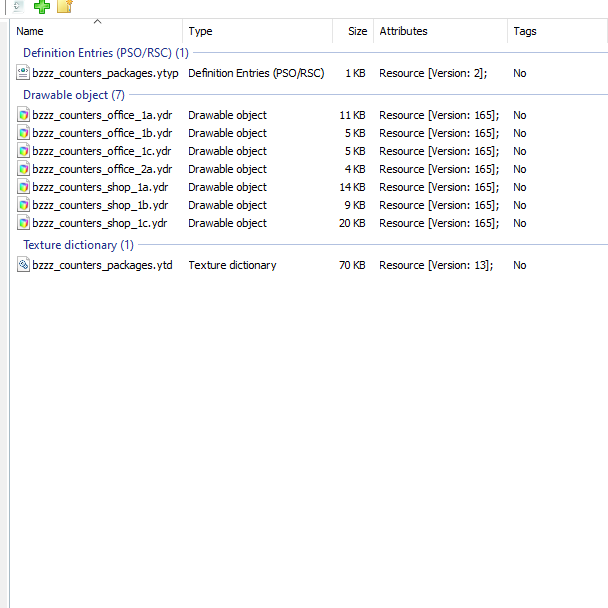 Name Type Size Attributes Tags
Definition Entries (PSO/RSC) (1)
bzzz_counters_packages.ytyp Definition Entries (PSO/RSC) 1 KB Resource [Version: 2]; No
Drawable object (7)
bzzz_counters_office_1a.ydr Drawable object 11 KB Resource [Version: 165]; No
bzzz_counters_office_1b.ydr Drawable object 5 KB Resource [Version: 165]; No
bzzz_counters_office_1c.ydr Drawable object 5 KB Resource [Version: 165]; No
bzzz_counters_office_2a.ydr Drawable object 4 KB Resource [Version: 165]; No
bzzz_counters_shop_1a.ydr Drawable object 14 KB Resource [Version: 165]; No
bzzz_counters_shop_1b.ydr Drawable object 9 KB Resource [Version: 165]; No
bzzz_counters_shop_1c.ydr Drawable object 20 KB Resource [Version: 165]; No
Texture dictionary (1)
bzzz_counters_packages.ytd Texture dictionary 70 KB Resource [Version: 13]; No